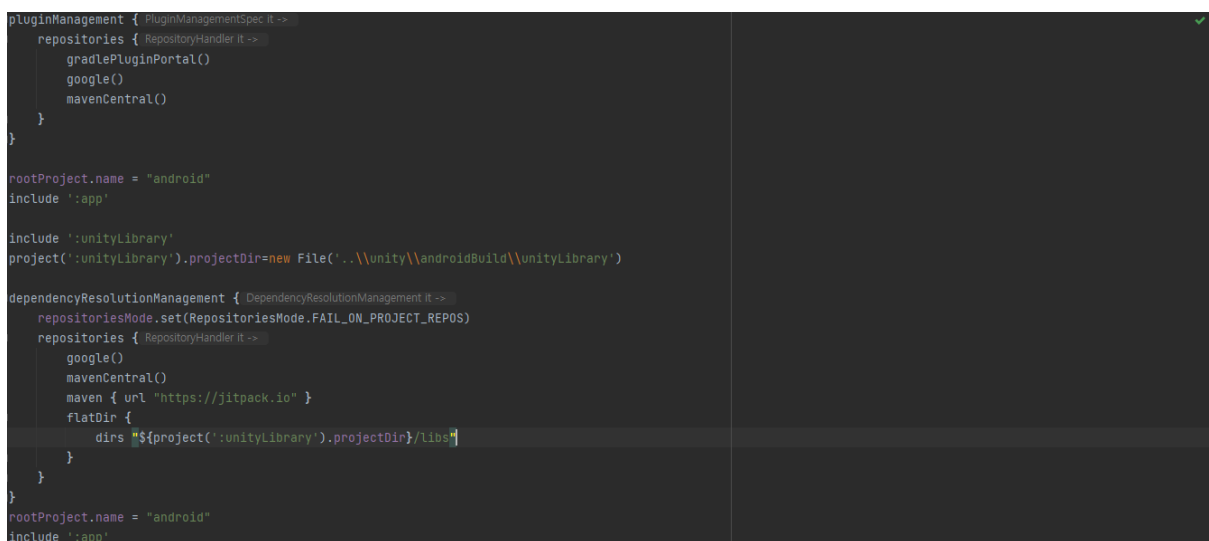 pluginManagement { PluginManagementSpec it ->
repositories { RepositoryHandler it ->
gradlePluginPortal()
google()
mavenCentral()
}
}
rootProject.name = "android"
include ':app'
include ':unityLibrary'
project(':unityLibrary').projectDir=new File('..\\unity\\androidBuild\\unityLibrary')
dependencyResolutionManagement { DependencyResolutionManagement it ->
repositoriesMode.set(RepositoriesMode.FAIL_ON_PROJECT_REPOS)
repositories { RepositoryHandler it ->
google()
mavenCentral()
maven { url "https://jitpack.io" }
flatDir {
dirs "${project(':unityLibrary').projectDir}/libs"
}
}
}
rootProject.name = "android"
include ':app'